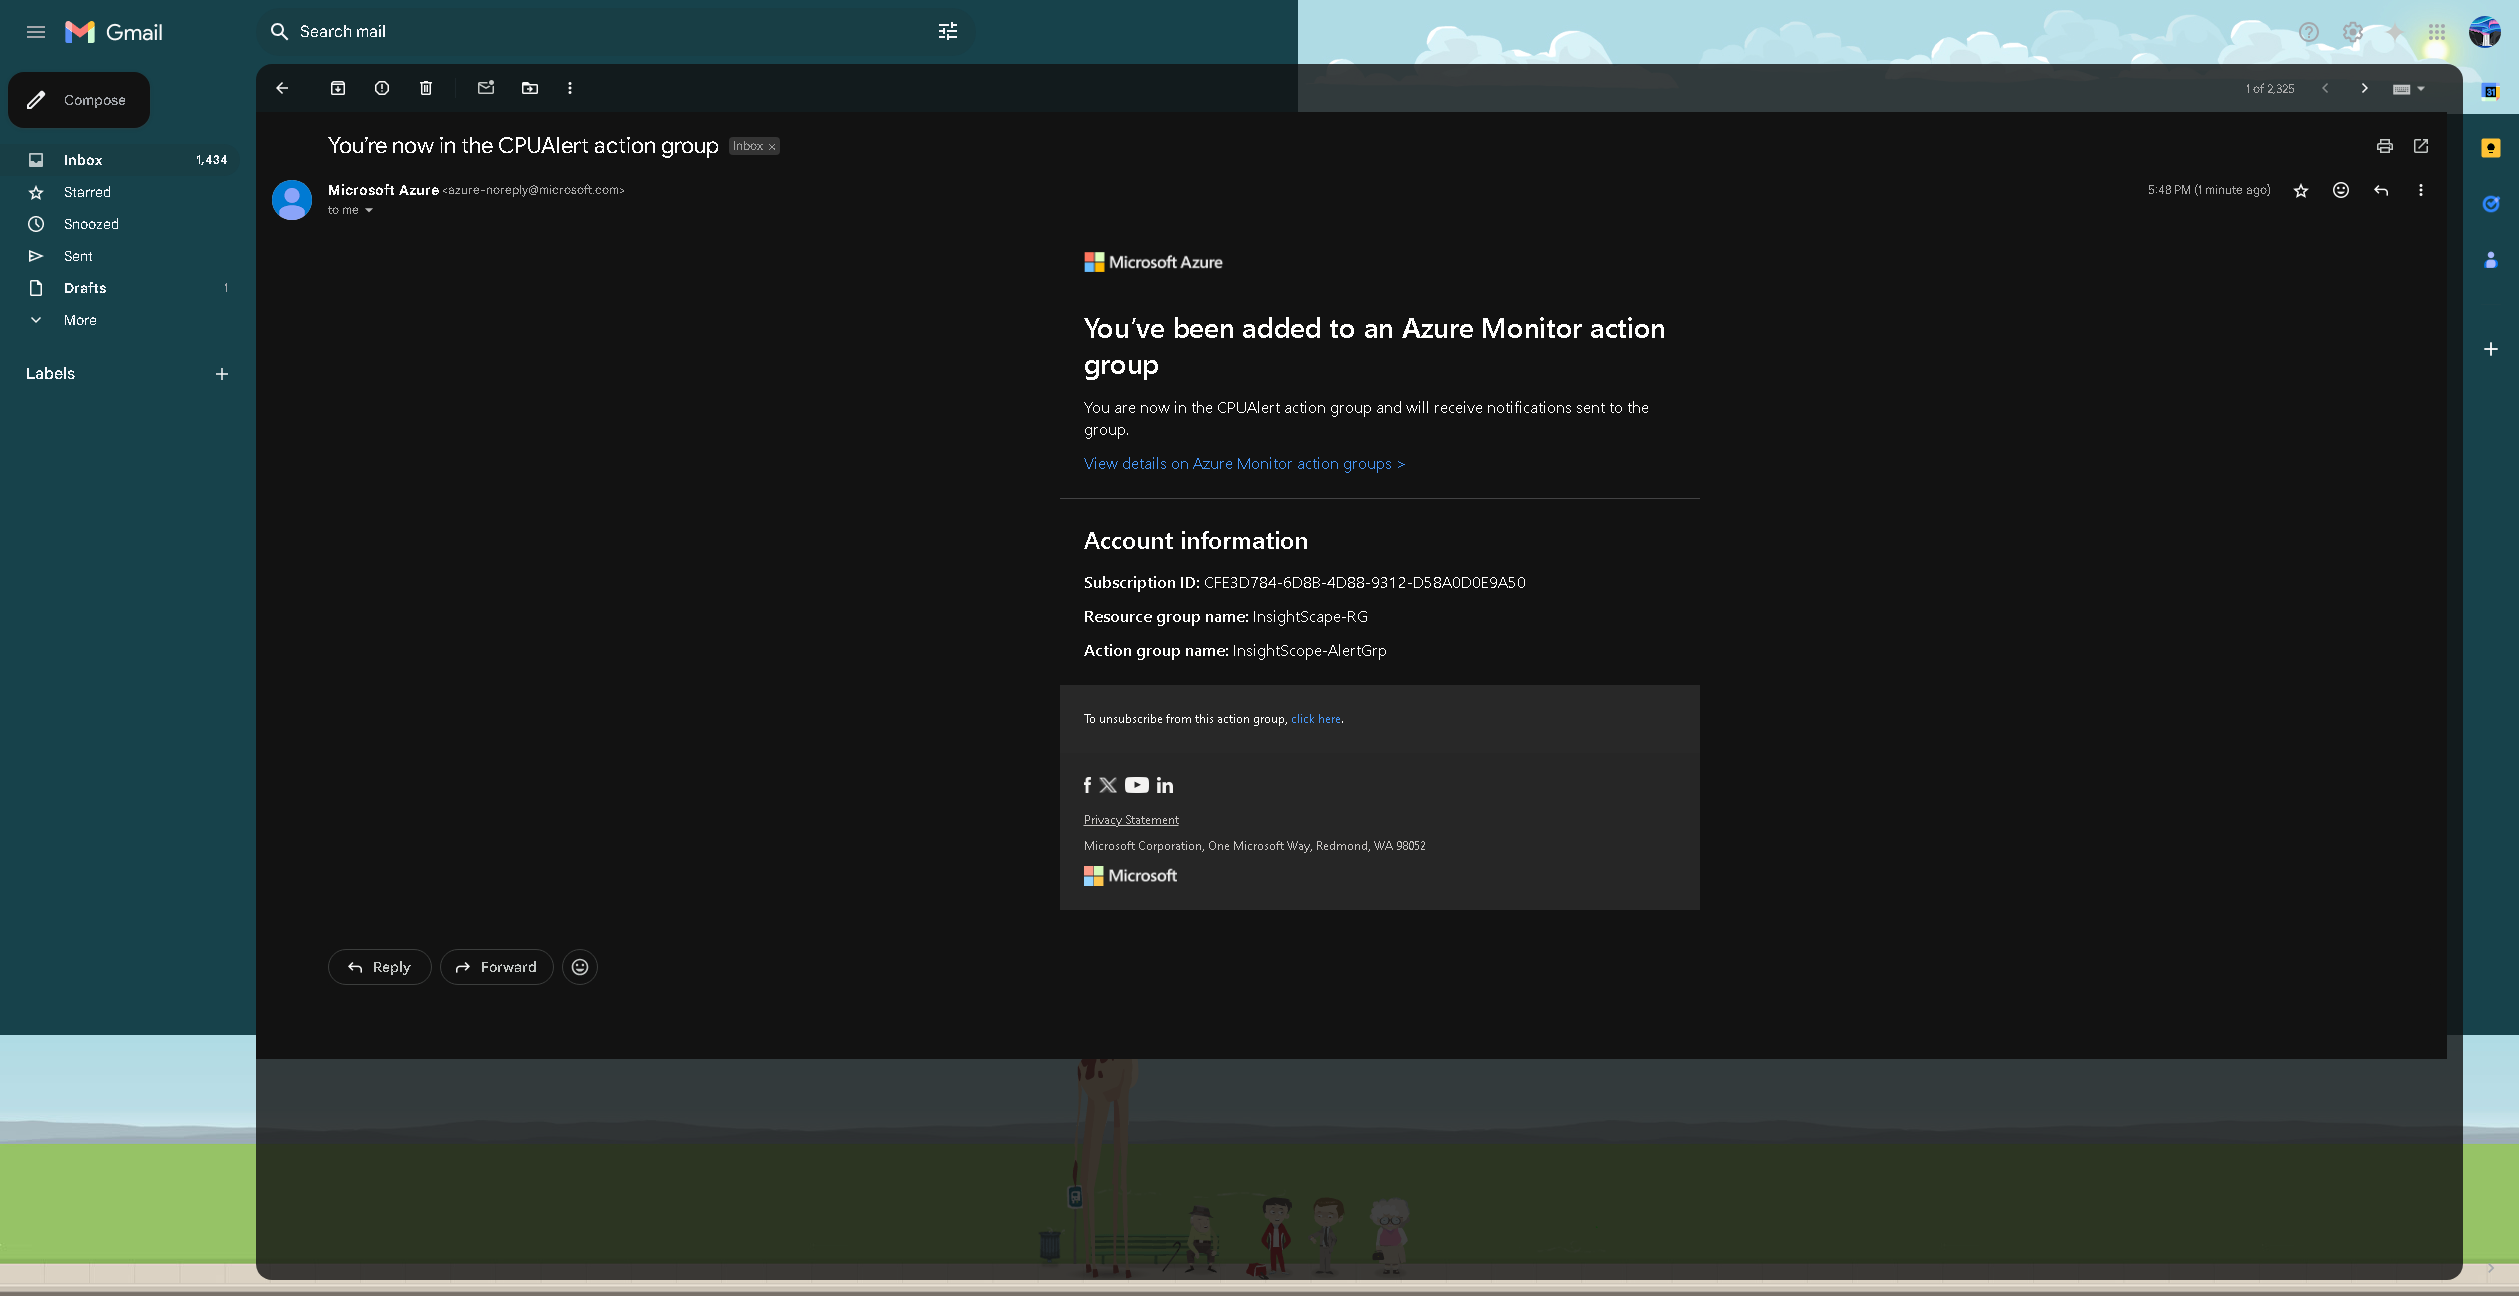 Gmail
Search mail
Compose
1 of 2,325
31
Inbox 1,434
Starred
Snoozed
Sent
Drafts 1
More
Labels
You're now in the CPUAlert action group Inbox ×
Microsoft Azure <azure-noreply@microsoft.com>
5:48 PM (1 minute ago)
to me
Microsoft Azure
You've been added to an Azure Monitor action
group
You are now in the CPUAlert action group and will receive notifications sent to the
group.
View details on Azure Monitor action groups >
Account information
Subscription ID: CFE3D784-6D8B-4D88-9312-D58A0D0E9A50
Resource group name: InsightScape-RG
Action group name: InsightScope-AlertGrp
To unsubscribe from this action group, click here.
f X in
Privacy Statement
Microsoft Corporation, One Microsoft Way, Redmond, WA 98052
Microsoft
Reply
Forward